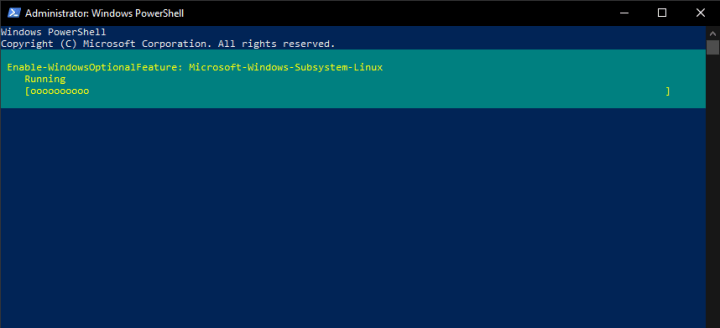 Administrator: Windows PowerShell
Windows PowerShell
Copyright (C) Microsoft Corporation. All rights reserved.
Enable-WindowsOptionalFeature: Microsoft-Windows-Subsystem-Linux
Running
[oooooooooo ]